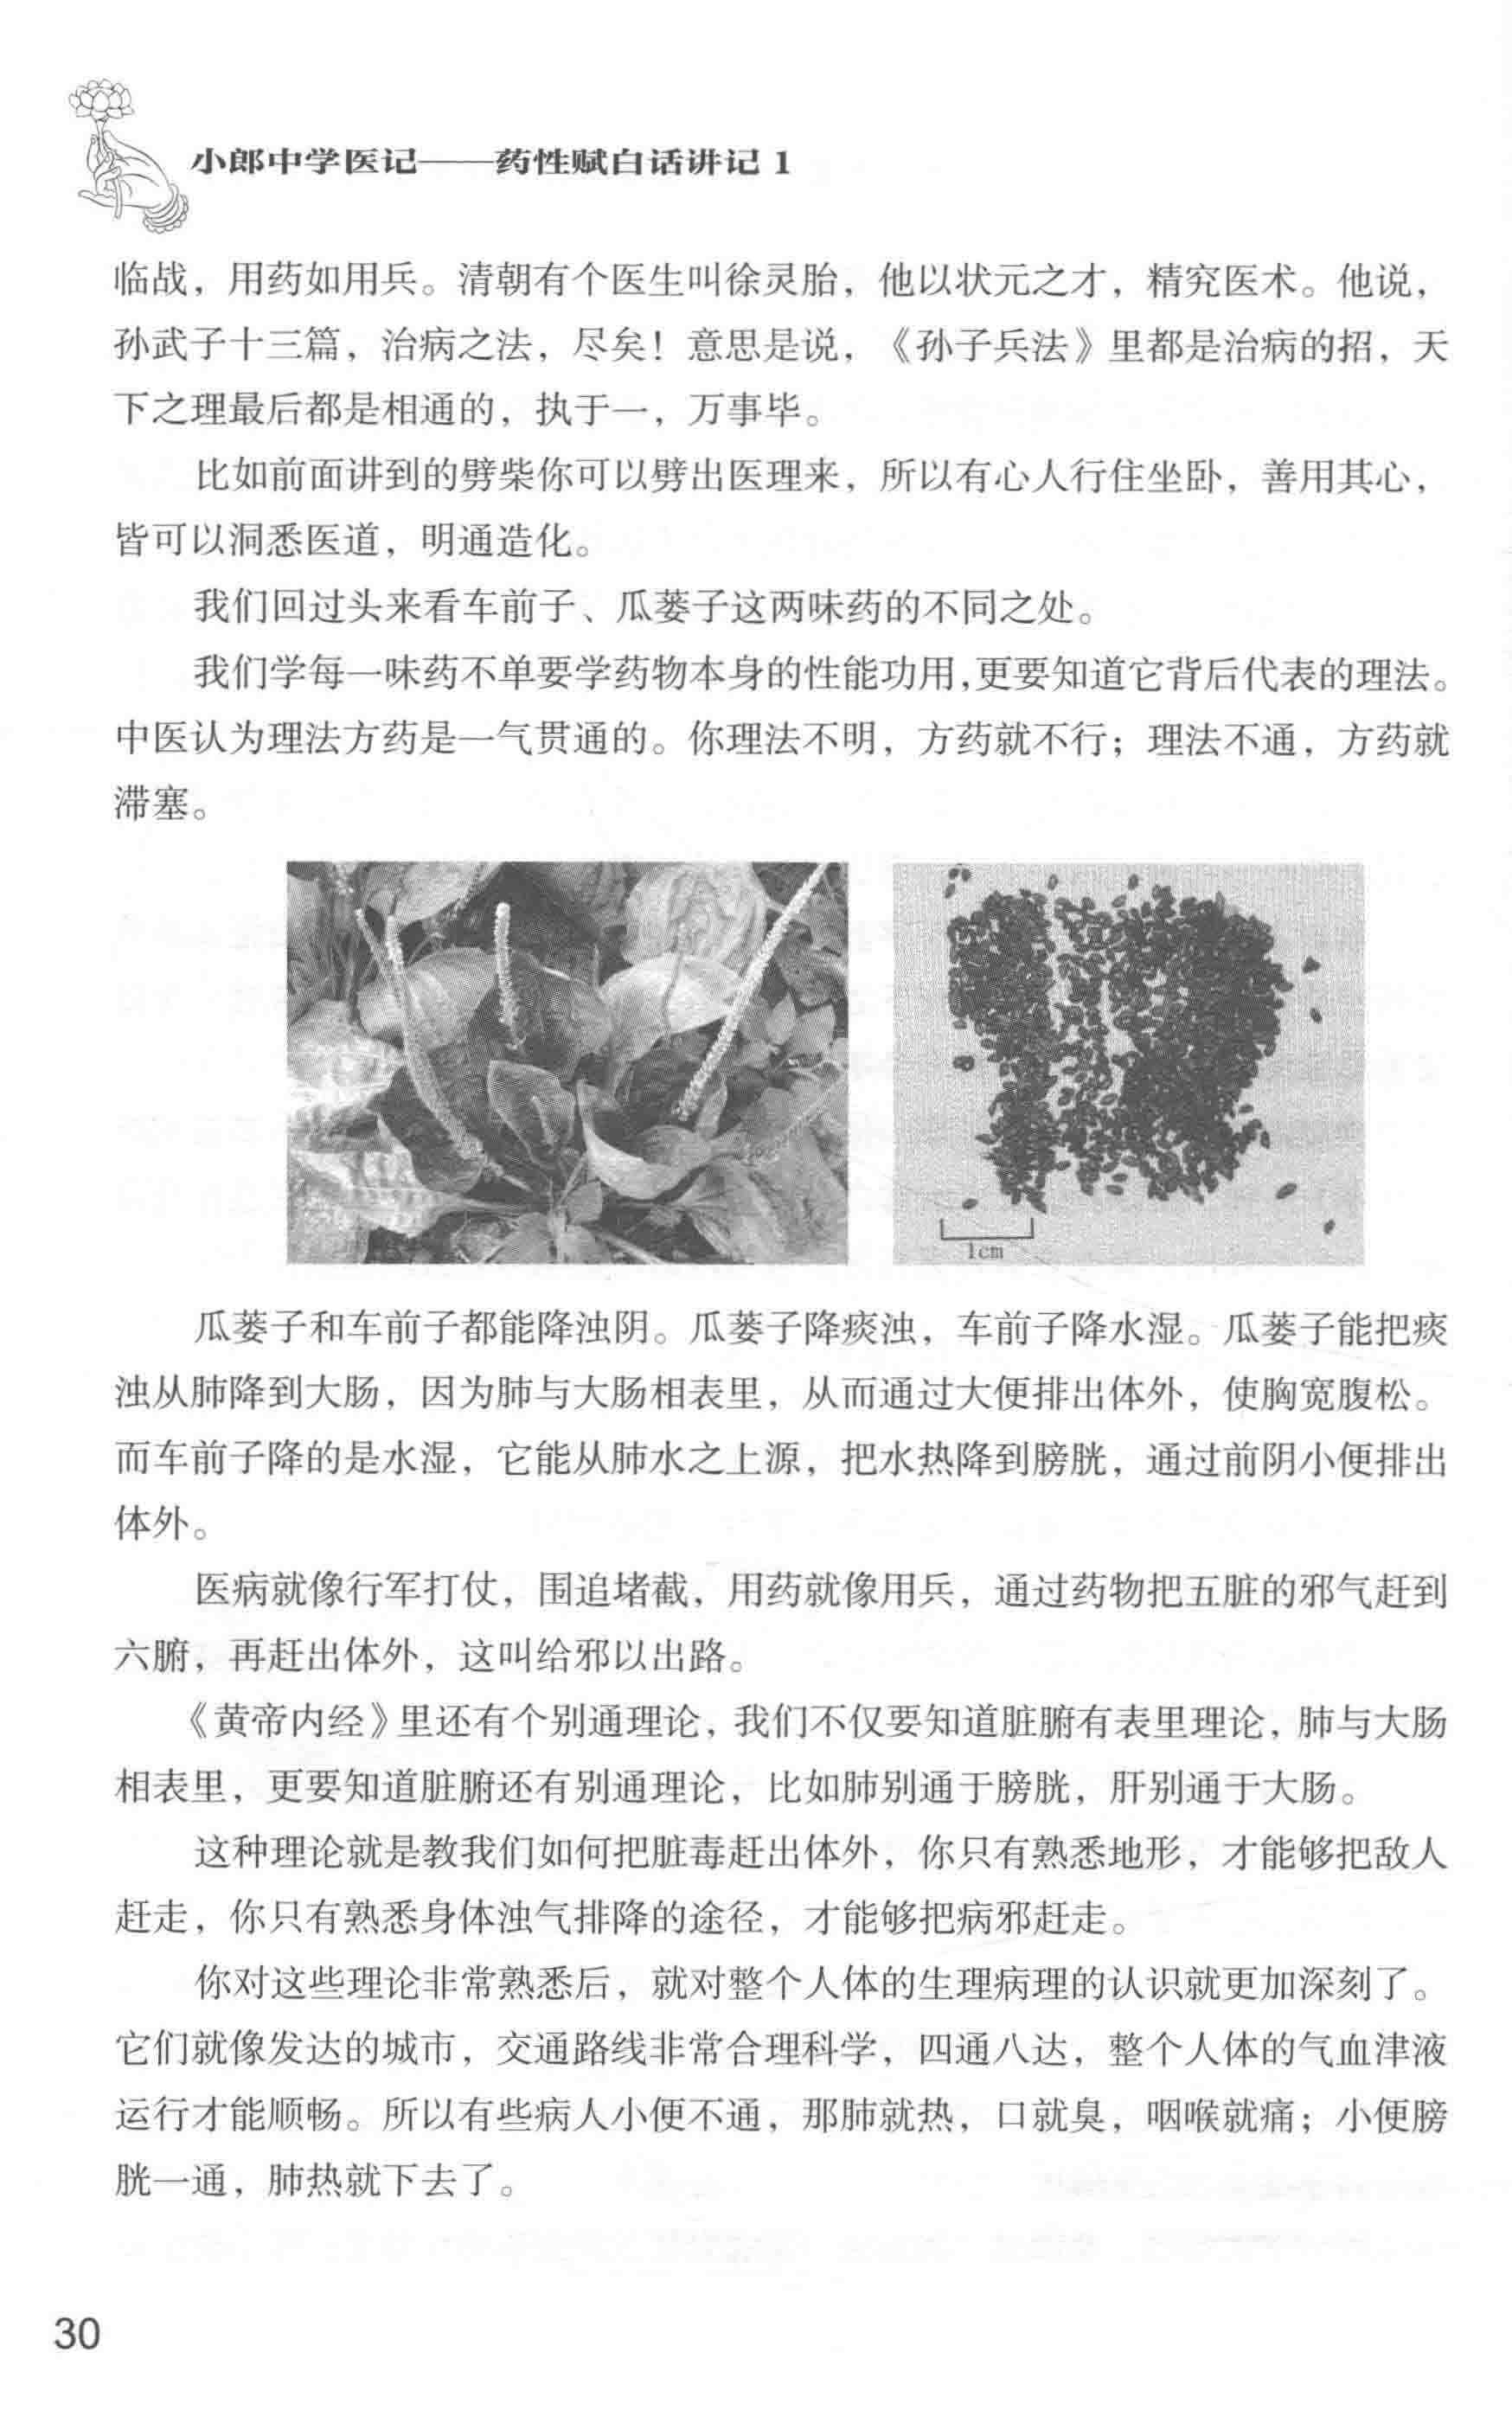 小郎中学医记——药性赋白话讲记 1
临战，用药如用兵。清朝有个医生叫徐灵胎，他以状元之才，精究医术。他说，
孙武子十三篇，治病之法，尽矣！意思是说，《孙子兵法》里都是治病的招，天
下之理最后都是相通的，执于一，万事毕。
比如前面讲到的劈柴你可以劈出医理来，所以有心人行住坐卧，善用其心，
皆可以洞悉医道，明通造化。
我们回过头来看车前子、瓜蒌子这两味药的不同之处。
我们学每一味药不单要学药物本身的性能功用，更要知道它背后代表的理法。
中医认为理法方药是一气贯通的。你理法不明，方药就不行；理法不通，方药就
滞塞。
1cm
瓜蒌子和车前子都能降浊阴。瓜蒌子降痰浊，车前子降水湿。瓜蒌子能把痰
浊从肺降到大肠，因为肺与大肠相表里，从而通过大便排出体外，使胸宽腹松。
而车前子降的是水湿，它能从肺水之上源，把水热降到膀胱，通过前阴小便排出
体外。
医病就像行军打仗，围追堵截，用药就像用兵，通过药物把五脏的邪气赶到
六腑，再赶出体外，这叫给邪以出路。
《黄帝内经》里还有个别通理论，我们不仅要知道脏腑有表里理论，肺与大肠
相表里，更要知道脏腑还有别通理论，比如肺别通于膀胱，肝别通于大肠。
这种理论就是教我们如何把脏毒赶出体外，你只有熟悉地形，才能够把敌人
赶走，你只有熟悉身体浊气排降的途径，才能够把病邪赶走。
你对这些理论非常熟悉后，就对整个人体的生理病理的认识就更加深刻了。
它们就像发达的城市，交通路线非常合理科学，四通八达，整个人体的气血津液
运行才能顺畅。所以有些病人小便不通，那肺就热，口就臭，咽喉就痛；小便膀
胱一通，肺热就下去了。
30